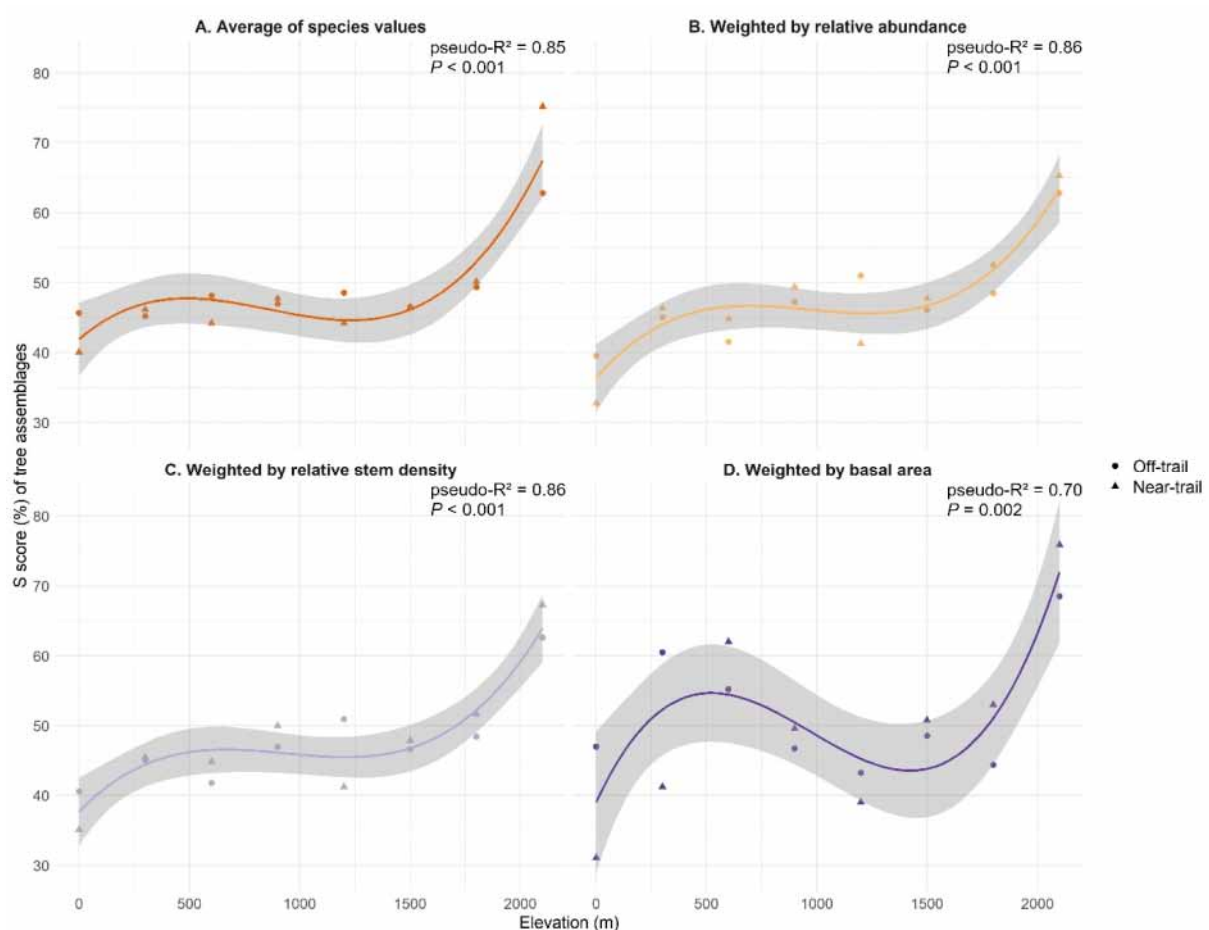 A. Average of species values
pseudo-R² = 0.85
P < 0.001
B. Weighted by relative abundance
pseudo-R² = 0.86
P < 0.001
80
70
60
50
40
30
C. Weighted by relative stem density
pseudo-R² = 0.86
P < 0.001
D. Weighted by basal area
pseudo-R² = 0.70
P = 0.002
80
70
60
50
40
30
S score (%) of tree assemblages
Off-trail
Near-trail
0 500 1000 1500 2000
0 500 1000 1500 2000
Elevation (m)